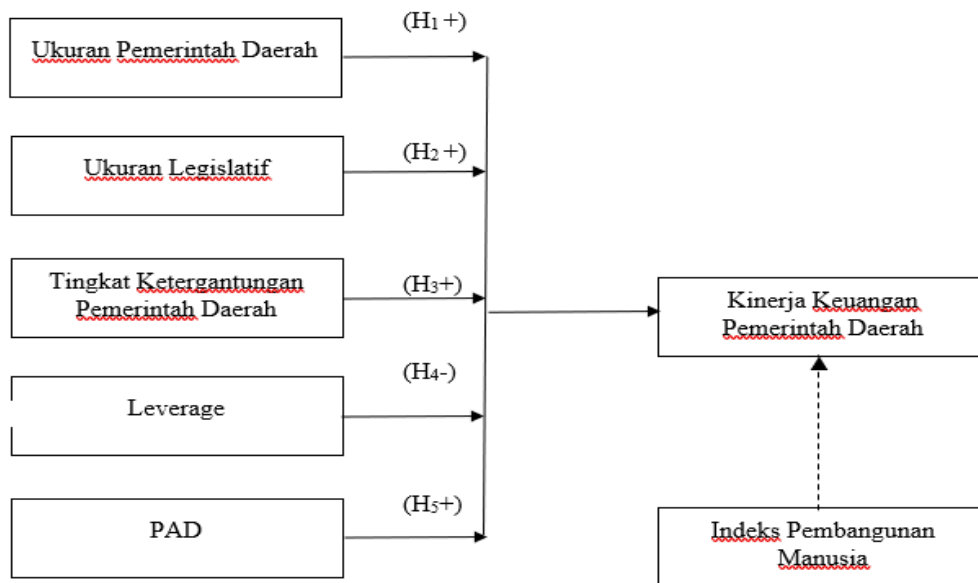 (H1 +)
Ukuran Pemerintah Daerah
(H2 +)
Ukuran Legislatif
Tingkat Ketergantungan
Pemerintah Daerah
(H3+)
Kinerja Keuangan
Pemerintah Daerah
(H4-)
Leverage
(H5+)
PAD
Indeks Pembangunan
Manusia